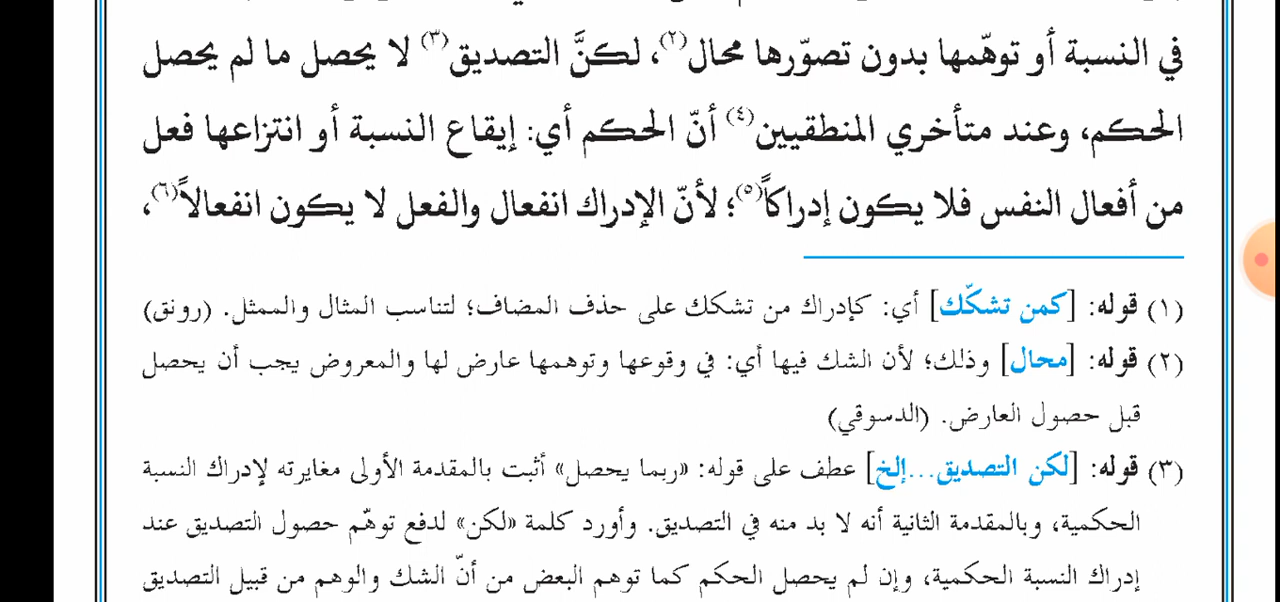 في النسبة أو توهّمها بدون تصوّرها محال(٢)، لكنَّ التصديق(٣) لا يحصل ما لم يحصل
الحكم، وعند متأخري المنطقيين(٤) أنّ الحكم أي: إيقاع النسبة أو انتزاعها فعل
من أفعال النفس فلا يكون إدراكاً(٥)؛ لأنّ الإدراك انفعال والفعل لا يكون انفعالاً(٦)،
(١) قوله: [كمن تشكّك] أي: كإدراك من تشكك على حذف المضاف؛ لتناسب المثال والممثل. (رونق)
(٢) قوله: [محال] وذلك؛ لأن الشك فيها أي: في وقوعها وتوهمها عارض لها والمعروض يجب أن يحصل
قبل حصول العارض. (الدسوقي)
(٣) قوله: [لكن التصديق...إلخ] عطف على قوله: «ربما يحصل» أثبت بالمقدمة الأولى مغايرته لإدراك النسبة
الحكمية، وبالمقدمة الثانية أنه لا بد منه في التصديق. وأورد كلمة «لكن» لدفع توهّم حصول التصديق عند
إدراك النسبة الحكمية، وإن لم يحصل الحكم كما توهم البعض من أنّ الشك والوهم من قبيل التصديق